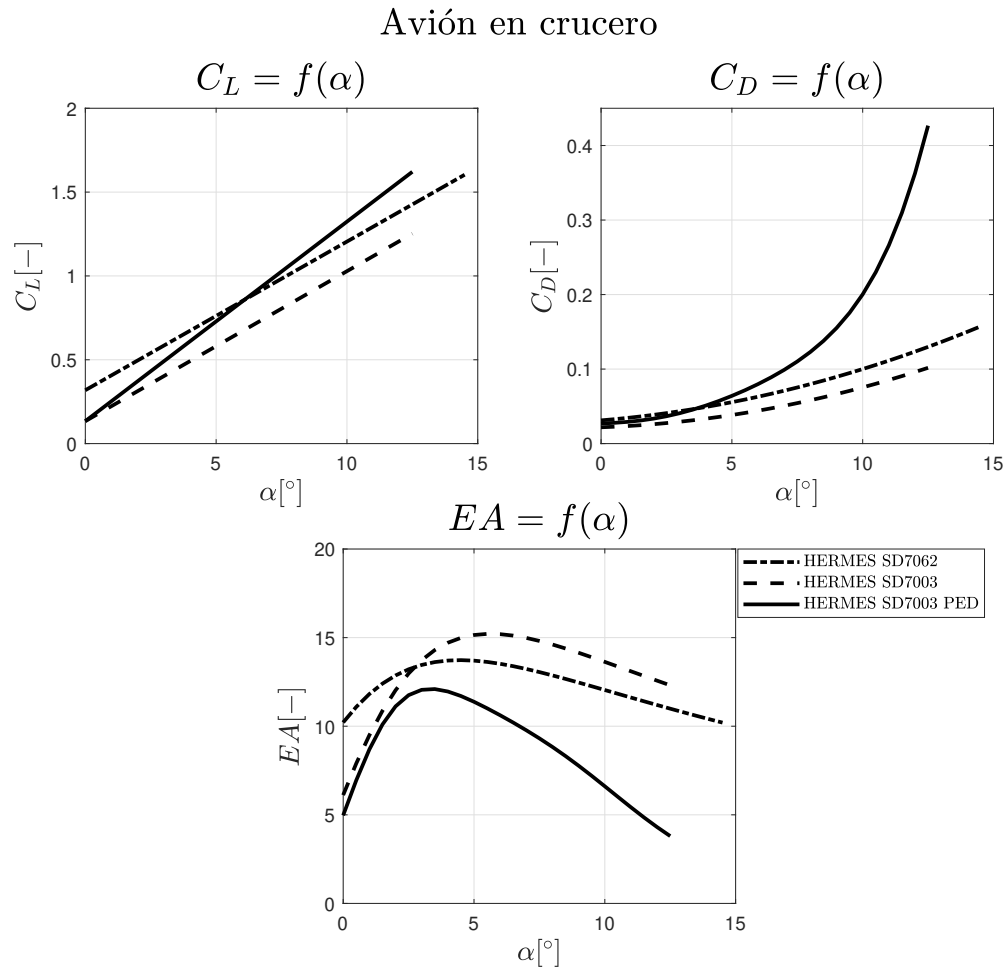 Avión en crucero
C_L = f(α)
C_L[−]
2
1.5
1
0.5
0
0 5 10 15
α[°]
C_D = f(α)
C_D[−]
0.4
0.3
0.2
0.1
0
0 5 10 15
α[°]
EA = f(α)
EA[−]
20
15
10
5
0
0 5 10 15
α[°]
HERMES SD7062
HERMES SD7003
HERMES SD7003 PED